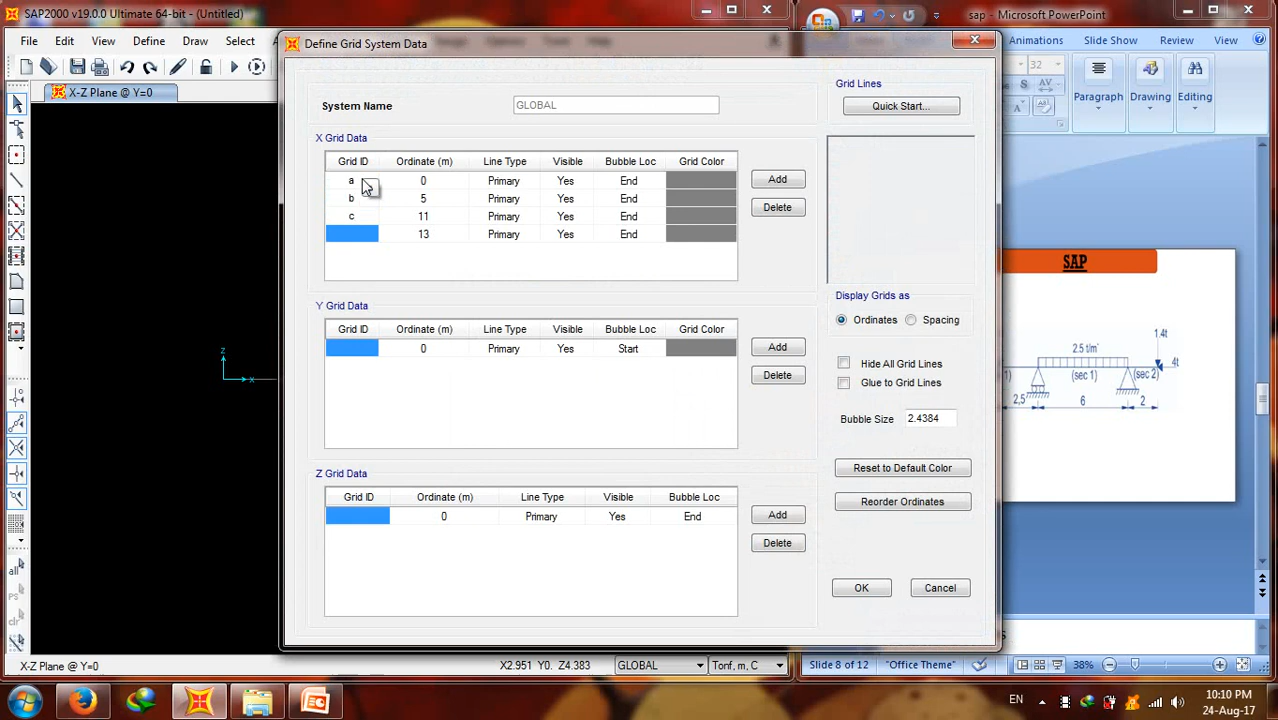 SAP2000 v19.0.0 Ultimate 64-bit - (Untitled)
sap - Microsoft PowerPoint
File Edit View Define Draw Select
Animations Slide Show Review View
X-Z Plane @ Y=0
32
Paragraph Drawing Editing
Define Grid System Data
System Name GLOBAL
Grid Lines
Quick Start...
X Grid Data
Grid ID Ordinate (m) Line Type Visible Bubble Loc Grid Color
a 0 Primary Yes End
b 5 Primary Yes End
c 11 Primary Yes End
13 Primary Yes End
Add
Delete
Y Grid Data
Grid ID Ordinate (m) Line Type Visible Bubble Loc Grid Color
0 Primary Yes Start
Add
Delete
Z Grid Data
Grid ID Ordinate (m) Line Type Visible Bubble Loc
0 Primary Yes End
Add
Delete
Display Grids as
Ordinates Spacing
Hide All Grid Lines
Glue to Grid Lines
Bubble Size 2.4384
Reset to Default Color
Reorder Ordinates
OK Cancel
z
x
all
ps
clr
SAP
1.4t
2.5 t/m
4t
1) (sec 1) (sec 2)
2,5 6 2
X-Z Plane @ Y=0 X2.951 Y0. Z4.383 GLOBAL Tonf, m, C
Slide 8 of 12 "Office Theme" 38%
EN
10:10 PM
24-Aug-17